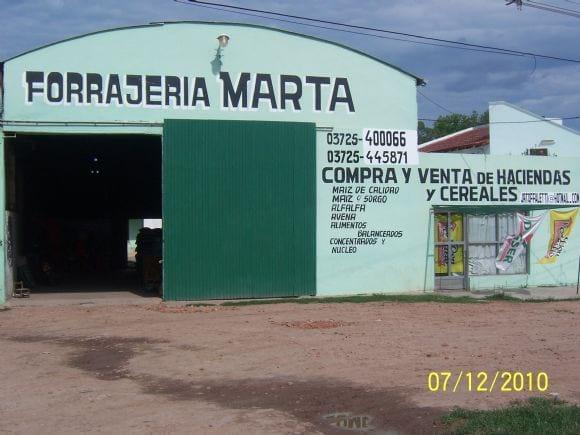 FORRAJERIA MARTA
03725-400066
03725-445871
COMPRA Y VENTA DE HACIENDAS
Y CEREALES
MAIZ DE CALIDAD
MAIZ O SORGO
ALFALFA
AVENA
ALIMENTOS
BALANCEADOS
CONCENTRADOS Y
NUCLEO
07/12/2010